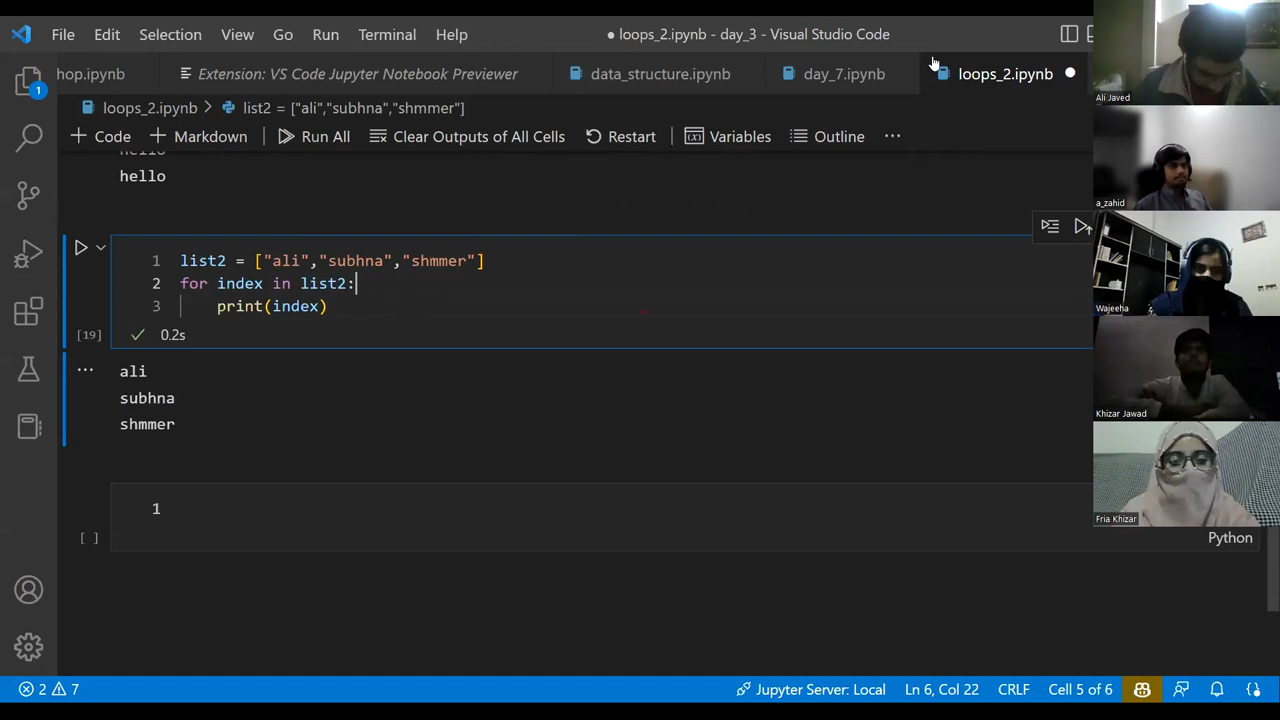 File Edit Selection View Go Run Terminal Help ● loops_2.ipynb - day_3 - Visual Studio Code
hop.ipynb Extension: VS Code Jupyter Notebook Previewer data_structure.ipynb day_7.ipynb loops_2.ipynb
loops_2.ipynb > list2 = ["ali","subhna","shmmer"]
+ Code + Markdown Run All Clear Outputs of All Cells Restart Variables Outline ...
hello
hello
1 list2 = ["ali","subhna","shmmer"]
2 for index in list2:
3 print(index)
[19] 0.2s
... ali
subhna
shmmer
1
[ ] Python
1
Ali Javed
a_zahid
Wajeeha
Khizar Jawad
Fria Khizar
2 7 Jupyter Server: Local Ln 6, Col 22 CRLF Cell 5 of 6